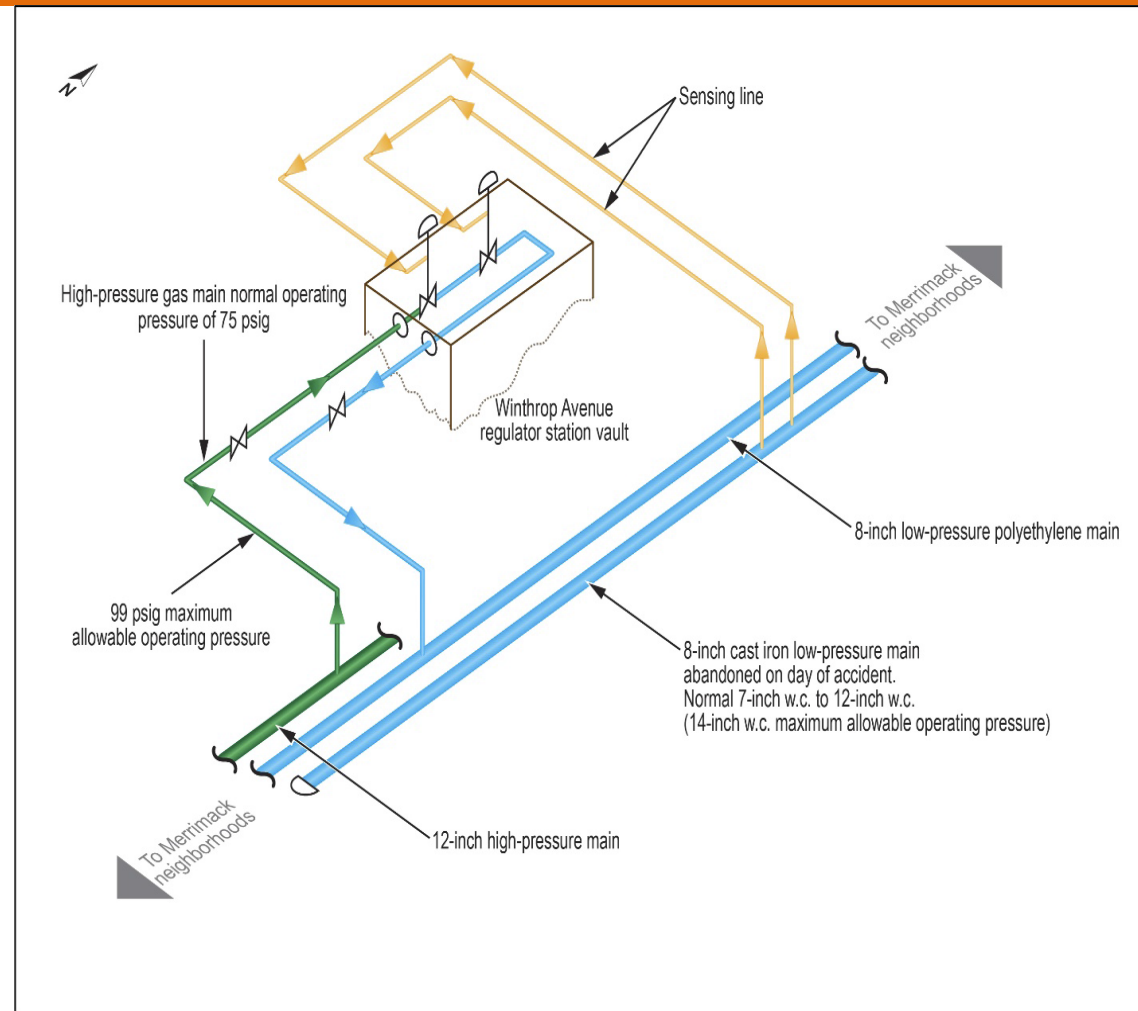 N
Sensing line
High-pressure gas main normal operating
pressure of 75 psig
To Merrimack
neighborhoods
Winthrop Avenue
regulator station vault
8-inch low-pressure polyethylene main
99 psig maximum
allowable operating pressure
8-inch cast iron low-pressure main
abandoned on day of accident.
Normal 7-inch w.c. to 12-inch w.c.
(14-inch w.c. maximum allowable operating pressure)
12-inch high-pressure main
To Merrimack
neighborhoods